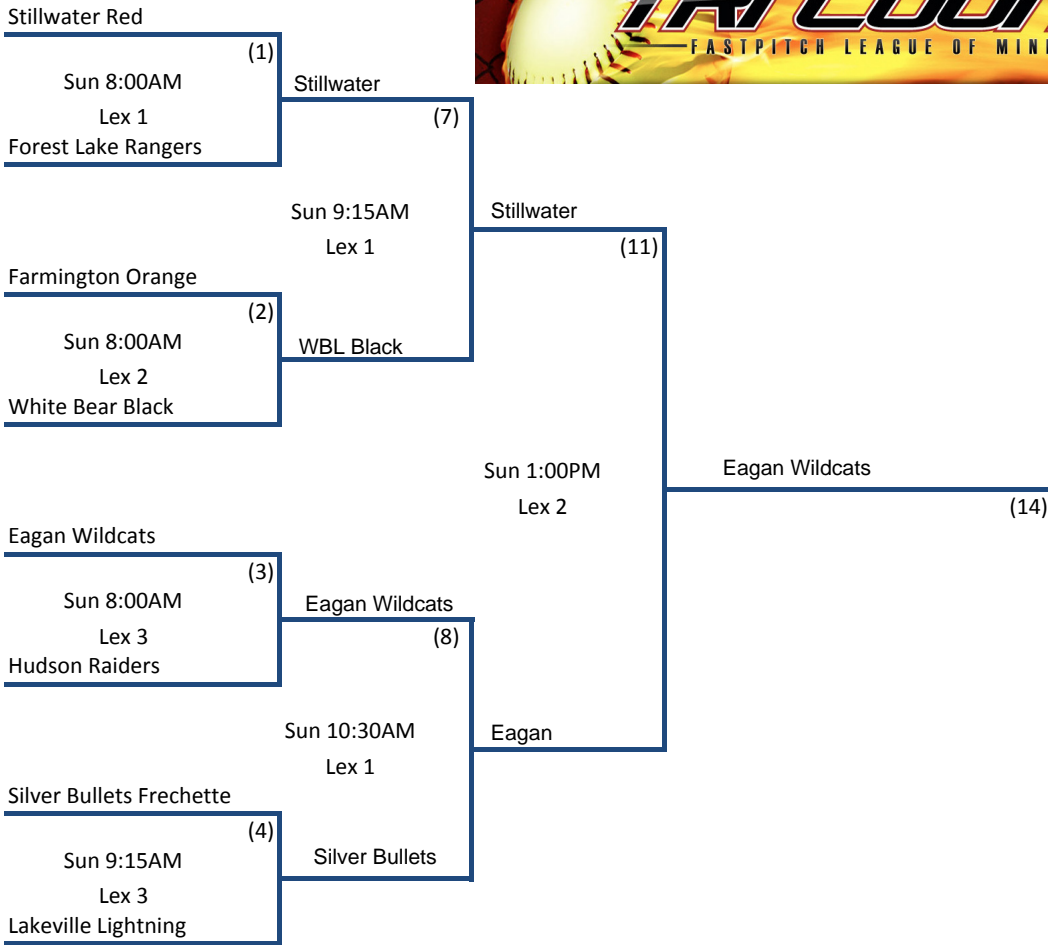 Stillwater Red
FASTPITCH LEAGUE OF
(1)
Sun 8:00AM
Stillwater
Lex 1
(7)
Forest Lake Rangers
Sun 9:15AM
Stillwater
Lex 1
(11)
Farmington Orange
(2)
Sun 8:00AM
WBL Black
Lex 2
White Bear Black
Sun 1:00PM
Eagan Wildcats
Lex 2
(14)
Eagan Wildcats
(3)
Sun 8:00AM
Eagan Wildcats
Lex 3
(8)
Hudson Raiders
Sun 10:30AM
Eagan
Lex 1
Silver Bullets Frechette
(4)
Sun 9:15AM
Silver Bullets
Lex 3
Lakeville Lightning